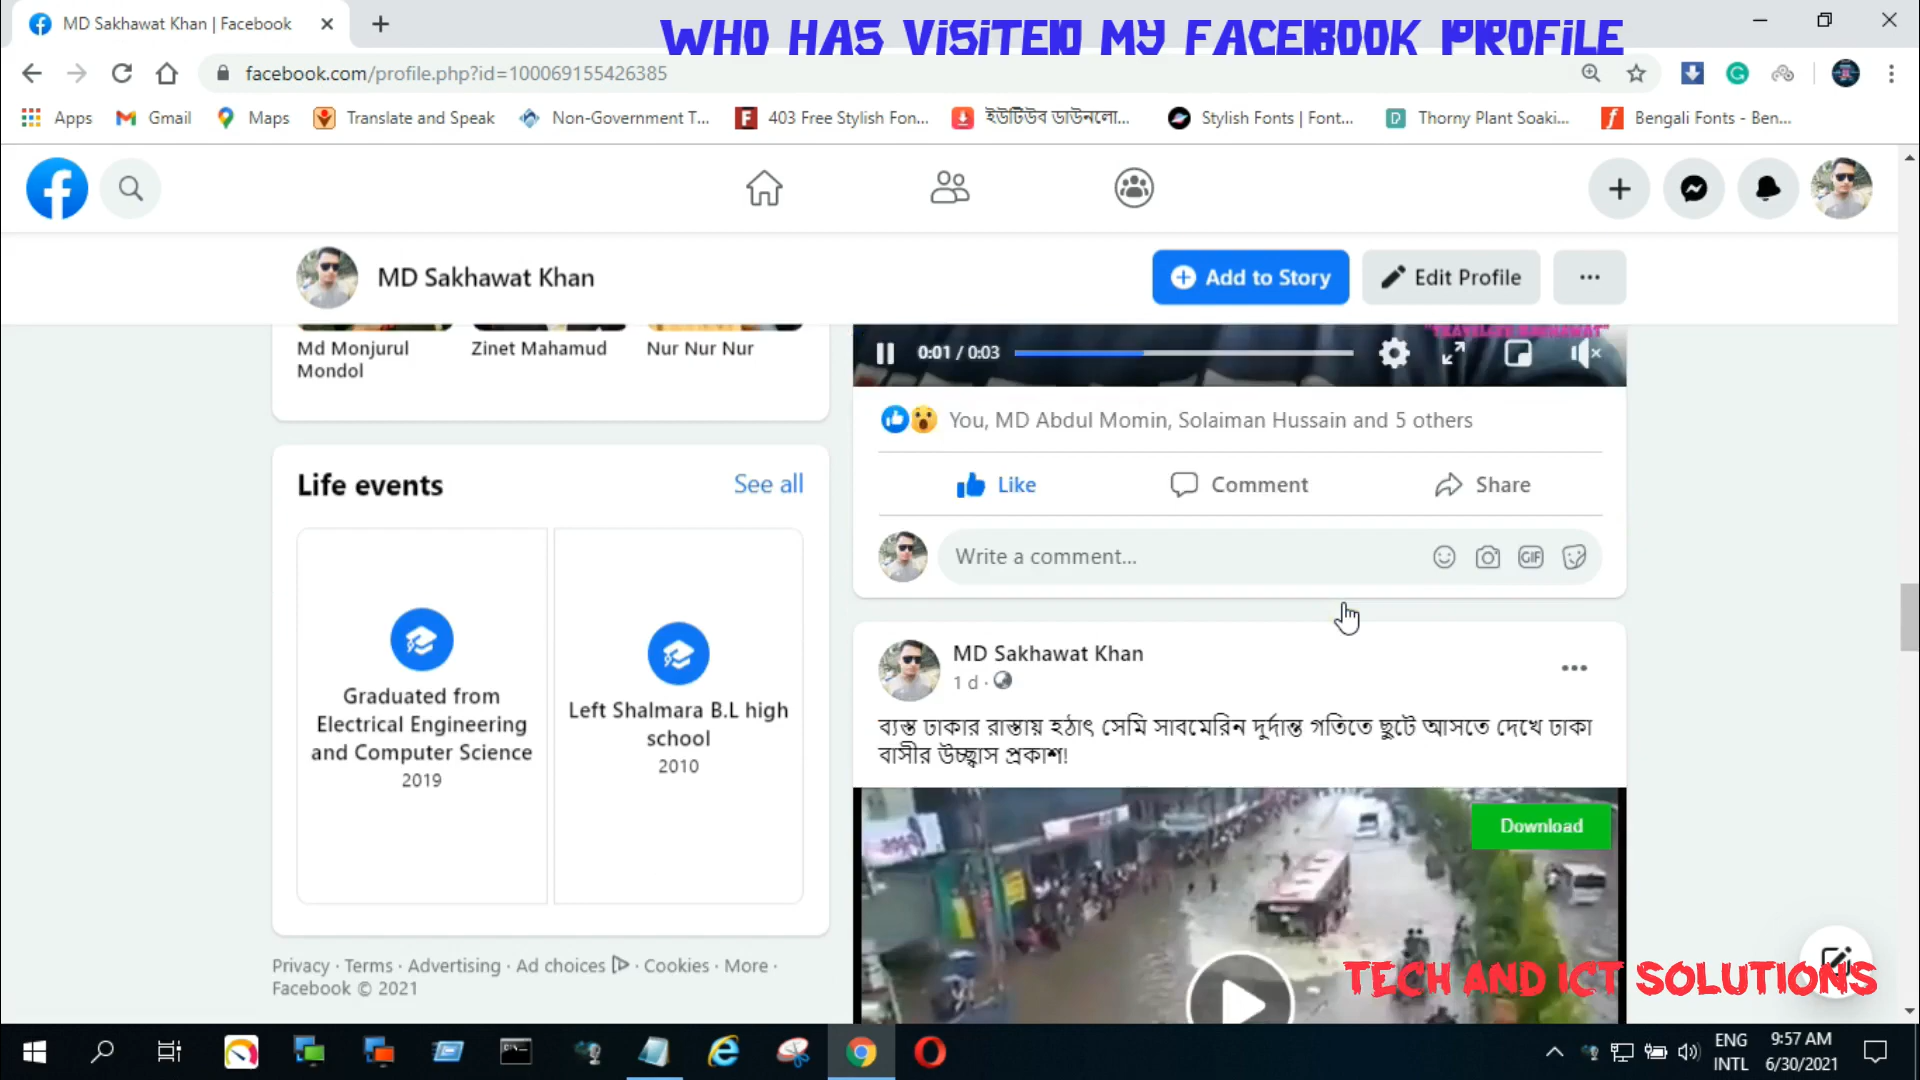 MD Sakhawat Khan | Facebook
WHO HAS VISITED MY FACEBOOK PROFILE
facebook.com/profile.php?id=100069155426385
Apps
Gmail
Maps
Translate and Speak
Non-Government T...
403 Free Stylish Fon...
ইউটিউব ডাউনলো...
Stylish Fonts | Font...
Thorny Plant Soaki...
Bengali Fonts - Ben...
MD Sakhawat Khan
Add to Story
Edit Profile
Md Monjurul
Mondol
Zinet Mahamud
Nur Nur Nur
Life events
See all
Graduated from
Electrical Engineering
and Computer Science
2019
Left Shalmara B.L high
school
2010
Privacy · Terms · Advertising · Ad choices · Cookies · More ·
Facebook © 2021
0:01 / 0:03
You, MD Abdul Momin, Solaiman Hussain and 5 others
Like
Comment
Share
Write a comment...
GIF
MD Sakhawat Khan
1 d ·
ব্যস্ত ঢাকার রাস্তায় হঠাৎ সেমি সাবমেরিন দুর্দান্ত গতিতে ছুটে আসতে দেখে ঢাকা
বাসীর উচ্ছ্বাস প্রকাশ!
Download
TECH AND ICT SOLUTIONS
ENG
INTL
9:57 AM
6/30/2021